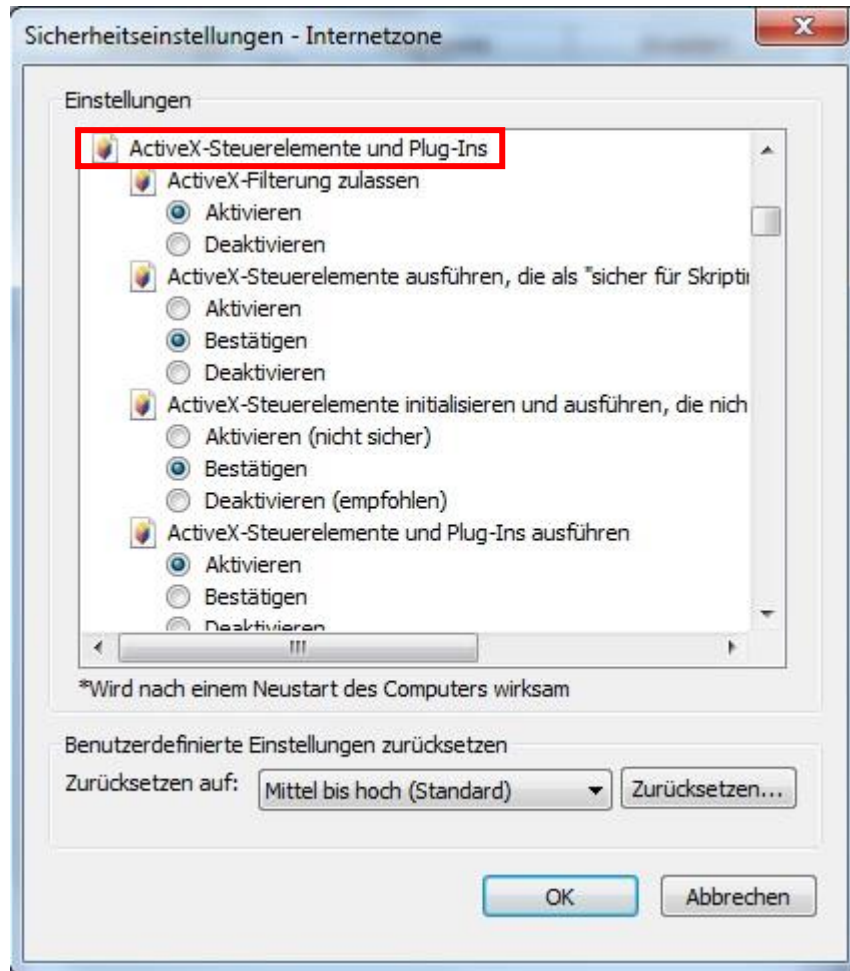 Sicherheitseinstellungen - Internetzone
Einstellungen
ActiveX-Steuerelemente und Plug-Ins
ActiveX-Filterung zulassen
Aktivieren
Deaktivieren
ActiveX-Steuerelemente ausführen, die als "sicher für Skripti
Aktivieren
Bestätigen
Deaktivieren
ActiveX-Steuerelemente initialisieren und ausführen, die nich
Aktivieren (nicht sicher)
Bestätigen
Deaktivieren (empfohlen)
ActiveX-Steuerelemente und Plug-Ins ausführen
Aktivieren
Bestätigen
Deaktivieren
*Wird nach einem Neustart des Computers wirksam
Benutzerdefinierte Einstellungen zurücksetzen
Zurücksetzen auf: Mittel bis hoch (Standard) Zurücksetzen...
OK Abbrechen